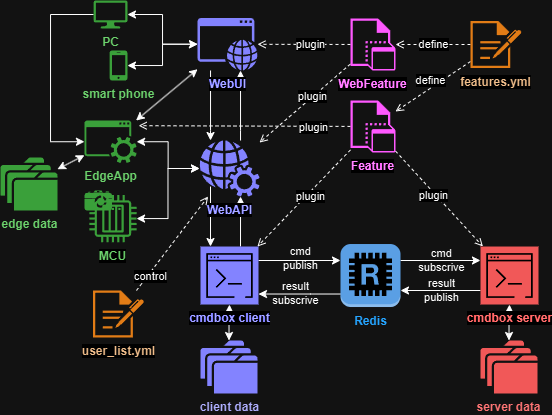 PC
smart phone
WebUI
plugin
WebFeature
define
features.yml
define
plugin
plugin
Feature
EdgeApp
edge data
MCU
WebAPI
plugin
plugin
control
cmd
publish
cmd
subscrive
R
result
subscrive
result
publish
cmdbox client
Redis
cmdbox server
user_list.yml
client data
server data